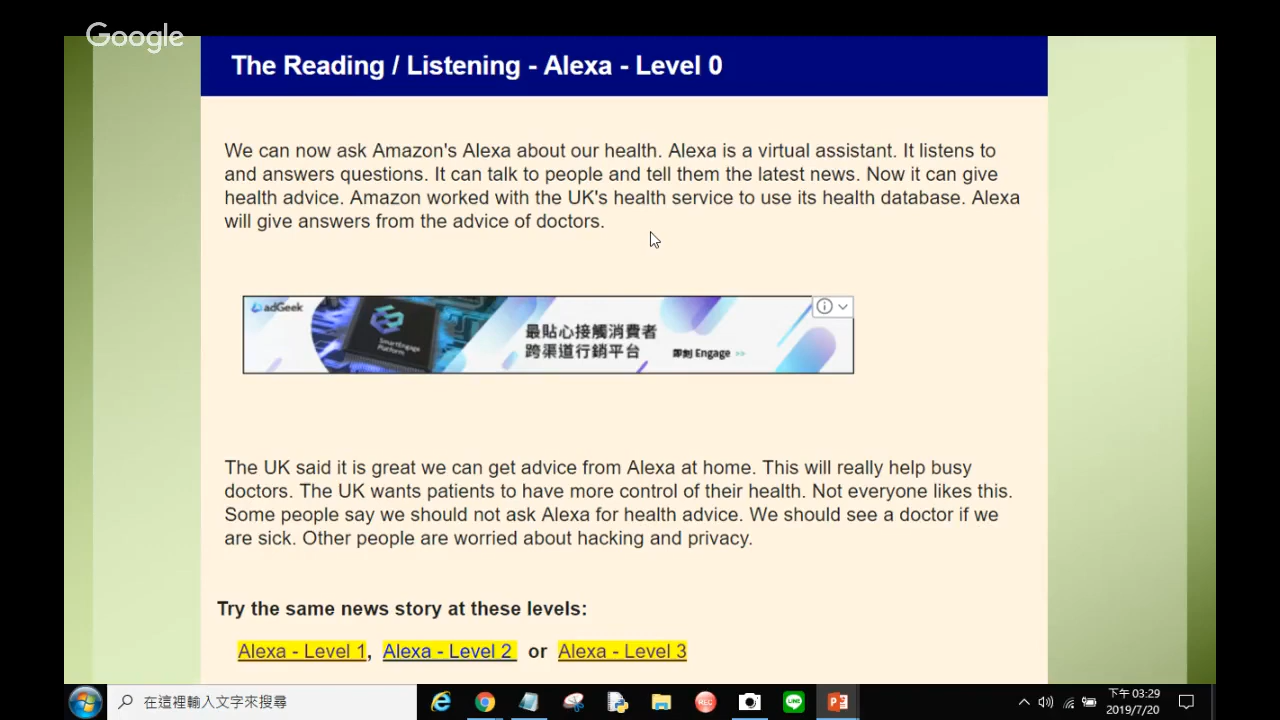 Google
The Reading / Listening - Alexa - Level 0
We can now ask Amazon's Alexa about our health. Alexa is a virtual assistant. It listens to
and answers questions. It can talk to people and tell them the latest news. Now it can give
health advice. Amazon worked with the UK's health service to use its health database. Alexa
will give answers from the advice of doctors.
adGeek
SmartEngage
Platform
最貼心接觸消費者
跨渠道行銷平台
即刻 Engage >>
The UK said it is great we can get advice from Alexa at home. This will really help busy
doctors. The UK wants patients to have more control of their health. Not everyone likes this.
Some people say we should not ask Alexa for health advice. We should see a doctor if we
are sick. Other people are worried about hacking and privacy.
Try the same news story at these levels:
Alexa - Level 1, Alexa - Level 2 or Alexa - Level 3
在這裡輸入文字來搜尋
REC
LINE
下午 03:29
2019/7/20